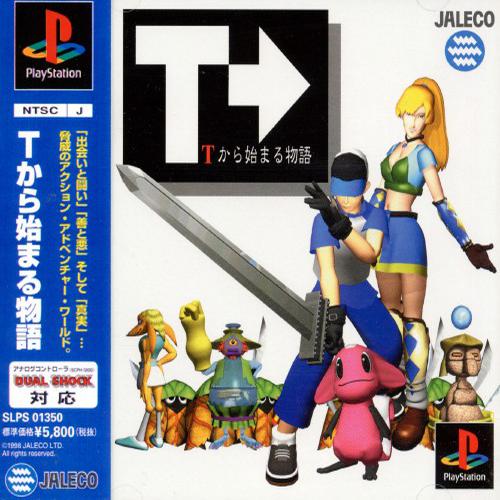 PlayStation
NTSC J
「出会いと闘い」「善と悪」そして「真実」…
脅威のアクション・アドベンチャー・ワールド。
Tから始まる物語
アナログコントローラ(SCPH-1200)
DUAL SHOCK
対応
SLPS 01350
標準価格¥5,800(税抜)
©1998 JALECO LTD.
All rights reserved.
JALECO
T→
Tから始まる物語
JALECO
PlayStation